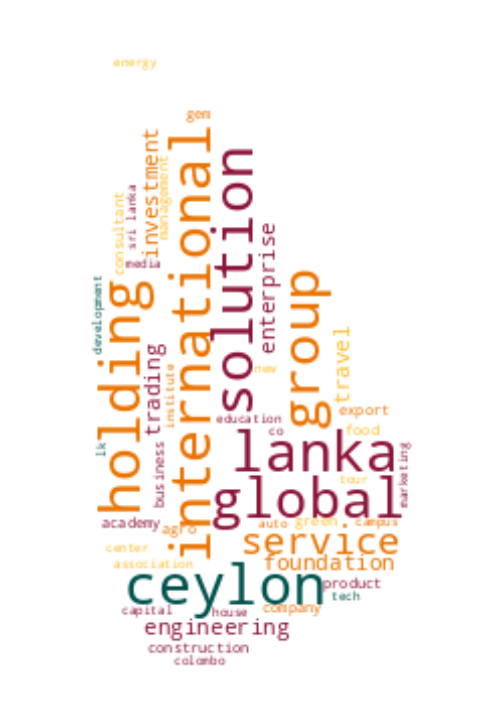 energy
gem
international
solution
investment
management
consultant
sri lanka
media
enterprise
development
holding
group
trading
travel
institute
new
export
education
food
co
lanka
lk
business
marketing
tour
global
academy
agro
auto
green
campus
service
center
foundation
association
ceylon
product
tech
capital
house
company
engineering
construction
colombo